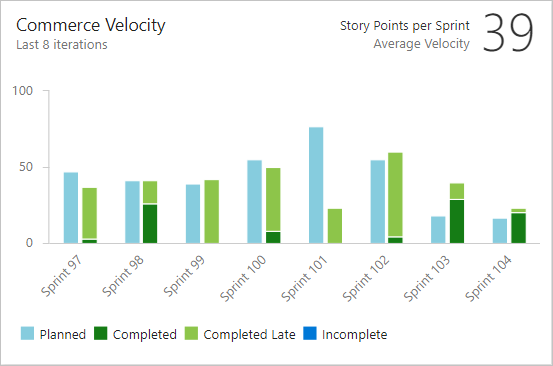 Commerce Velocity
Last 8 iterations
Story Points per Sprint
Average Velocity
39
100
50
0
Sprint 97
Sprint 98
Sprint 99
Sprint 100
Sprint 101
Sprint 102
Sprint 103
Sprint 104
Planned Completed Completed Late Incomplete